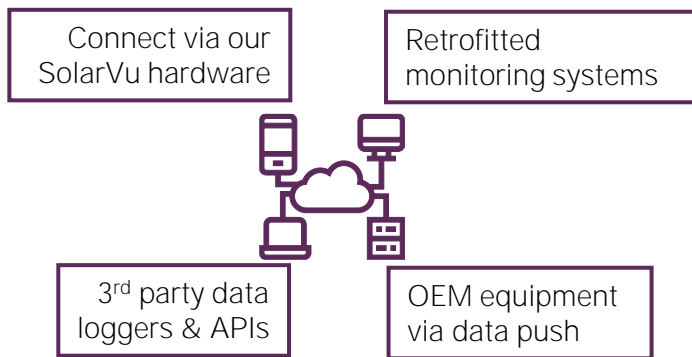 Connect via our
SolarVu hardware
Retrofitted
monitoring systems
3rd party data
loggers & APIs
OEM equipment
via data push